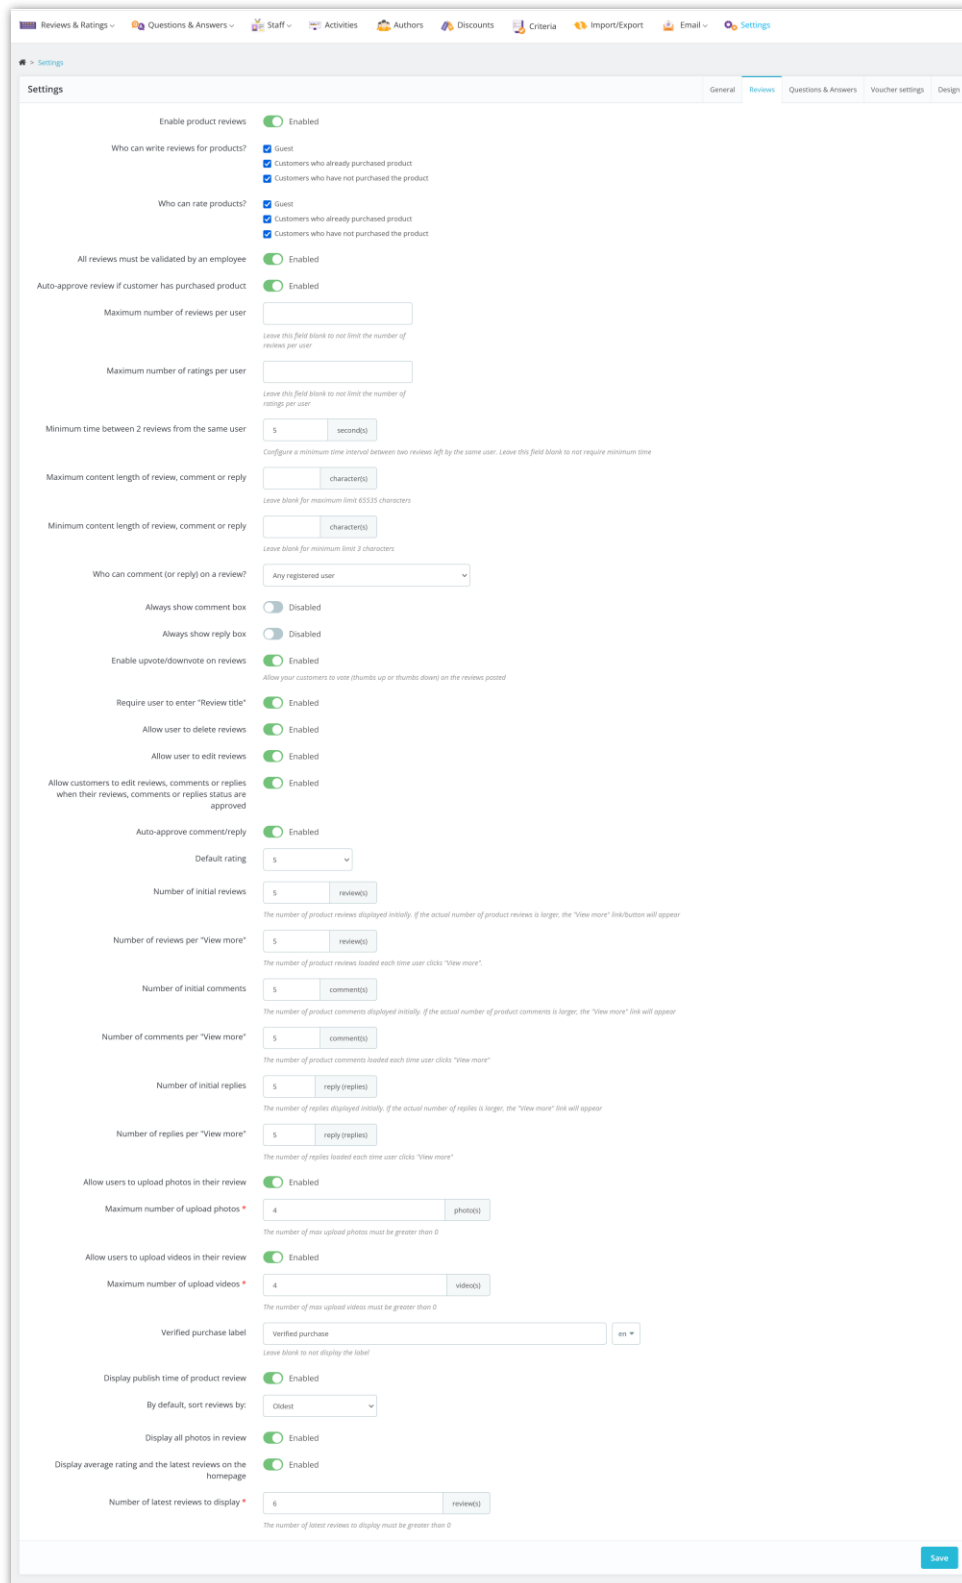 Reviews & Ratings Questions & Answers Staff Activities Authors Discounts Criteria Import/Export Email Settings
> Settings
Settings General Reviews Questions & Answers Voucher settings Design
Enable product reviews Enabled
Who can write reviews for products? Guest
Customers who already purchased product
Customers who have not purchased the product
Who can rate products? Guest
Customers who already purchased product
Customers who have not purchased the product
All reviews must be validated by an employee Enabled
Auto-approve review if customer has purchased product Enabled
Maximum number of reviews per user
Leave this field blank to not limit the number of
reviews per user
Maximum number of ratings per user
Leave this field blank to not limit the number of
ratings per user
Minimum time between 2 reviews from the same user 5 second(s)
Configure a minimum time interval between two reviews left by the same user. Leave this field blank to not require minimum time
Maximum content length of review, comment or reply character(s)
Leave blank for maximum limit 65535 characters
Minimum content length of review, comment or reply character(s)
Leave blank for minimum limit 3 characters
Who can comment (or reply) on a review? Any registered user
Always show comment box Disabled
Always show reply box Disabled
Enable upvote/downvote on reviews Enabled
Allow your customers to vote (thumbs up or thumbs down) on the reviews posted
Require user to enter "Review title" Enabled
Allow user to delete reviews Enabled
Allow user to edit reviews Enabled
Allow customers to edit reviews, comments or replies Enabled
when their reviews, comments or replies status are
approved
Auto-approve comment/reply Enabled
Default rating 5
Number of initial reviews 5 review(s)
The number of product reviews displayed initially. If the actual number of product reviews is larger, the "View more" link/button will appear
Number of reviews per "View more" 5 review(s)
The number of product reviews loaded each time user clicks "View more".
Number of initial comments 5 comment(s)
The number of product comments displayed initially. If the actual number of product comments is larger, the "View more" link will appear
Number of comments per "View more" 5 comment(s)
The number of product comments loaded each time user clicks "View more"
Number of initial replies 5 reply (replies)
The number of replies displayed initially. If the actual number of replies is larger, the "View more" link will appear
Number of replies per "View more" 5 reply (replies)
The number of replies loaded each time user clicks "View more"
Allow users to upload photos in their review Enabled
Maximum number of upload photos * 4 photo(s)
The number of max upload photos must be greater than 0
Allow users to upload videos in their review Enabled
Maximum number of upload videos * 4 video(s)
The number of max upload videos must be greater than 0
Verified purchase label Verified purchase en
Leave blank to not display the label
Display publish time of product review Enabled
By default, sort reviews by: Oldest
Display all photos in review Enabled
Display average rating and the latest reviews on the Enabled
homepage
Number of latest reviews to display * 6 review(s)
The number of latest reviews to display must be greater than 0
Save